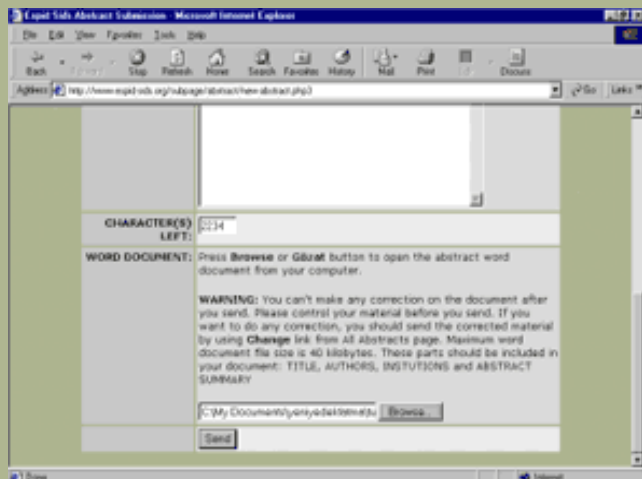 Espid Sids Abstract Submission - Microsoft Internet Explorer
File Edit View Favorites Tools Help
Back Forward Stop Refresh Home Search Favorites History Mail Print Edit Discuss
Address http://www.espid-sids.org/subpage/abstract/new-abstract.php3 Go Links
CHARACTER(S) LEFT: 2234
WORD DOCUMENT: Press Browse or Gözat button to open the abstract word
document from your computer.
WARNING: You can't make any correction on the document after
you send. Please control your material before you send. If you
want to do any correction, you should send the corrected material
by using Change link from All Abstracts page. Maximum word
document file size is 40 kilobytes. These parts should be included in
your document: TITLE, AUTHORS, INSTUTIONS and ABSTRACT
SUMMARY
Browse...
Send
Done Internet